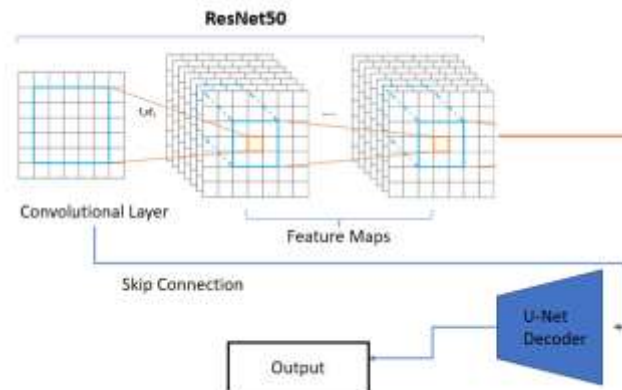 ResNet50
Convolutional Layer
Feature Maps
Skip Connection
U-Net
Decoder
Output